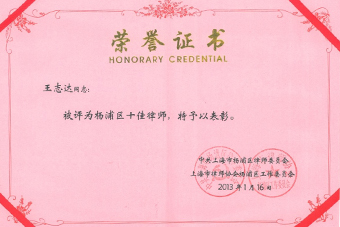 荣誉证书
HONORARY CREDENTIAL
王志达同志：
被评为杨浦区十佳律师，特予以表彰。
中共上海市杨浦区律师委员会
上海市律师协会杨浦区工作委员会
2013年1月16日